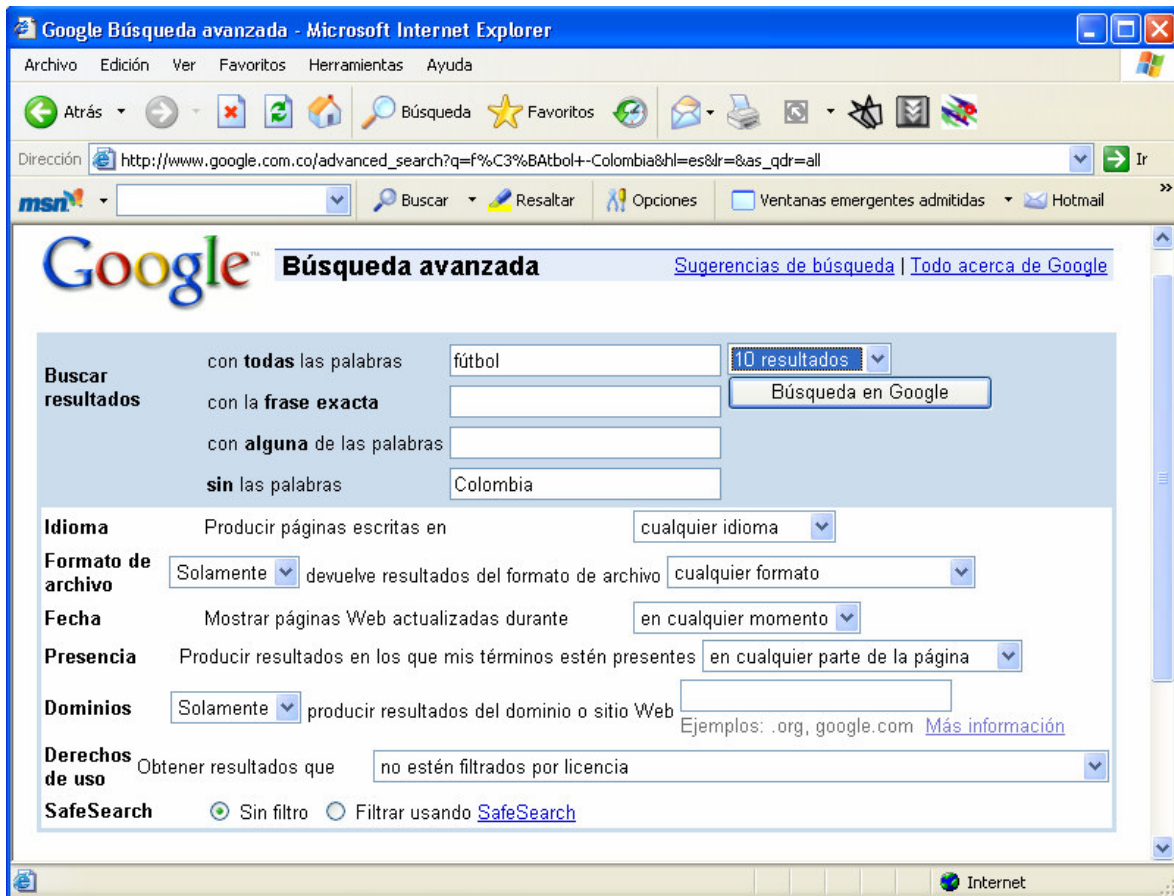 Google Búsqueda avanzada - Microsoft Internet Explorer
Archivo Edición Ver Favoritos Herramientas Ayuda
Atrás Búsqueda Favoritos
Dirección http://www.google.com.co/advanced_search?q=f%C3%BAtbol+-Colombia&hl=es&lr=&as_qdr=all Ir
msn Buscar Resaltar Opciones Ventanas emergentes admitidas Hotmail »
Google™ Búsqueda avanzada Sugerencias de búsqueda | Todo acerca de Google
Buscar resultados
con todas las palabras fútbol 10 resultados
con la frase exacta Búsqueda en Google
con alguna de las palabras
sin las palabras Colombia
Idioma Producir páginas escritas en cualquier idioma
Formato de archivo Solamente devuelve resultados del formato de archivo cualquier formato
Fecha Mostrar páginas Web actualizadas durante en cualquier momento
Presencia Producir resultados en los que mis términos estén presentes en cualquier parte de la página
Dominios Solamente producir resultados del dominio o sitio Web
Ejemplos: .org, google.com Más información
Derechos de uso Obtener resultados que no estén filtrados por licencia
SafeSearch Sin filtro Filtrar usando SafeSearch
Internet